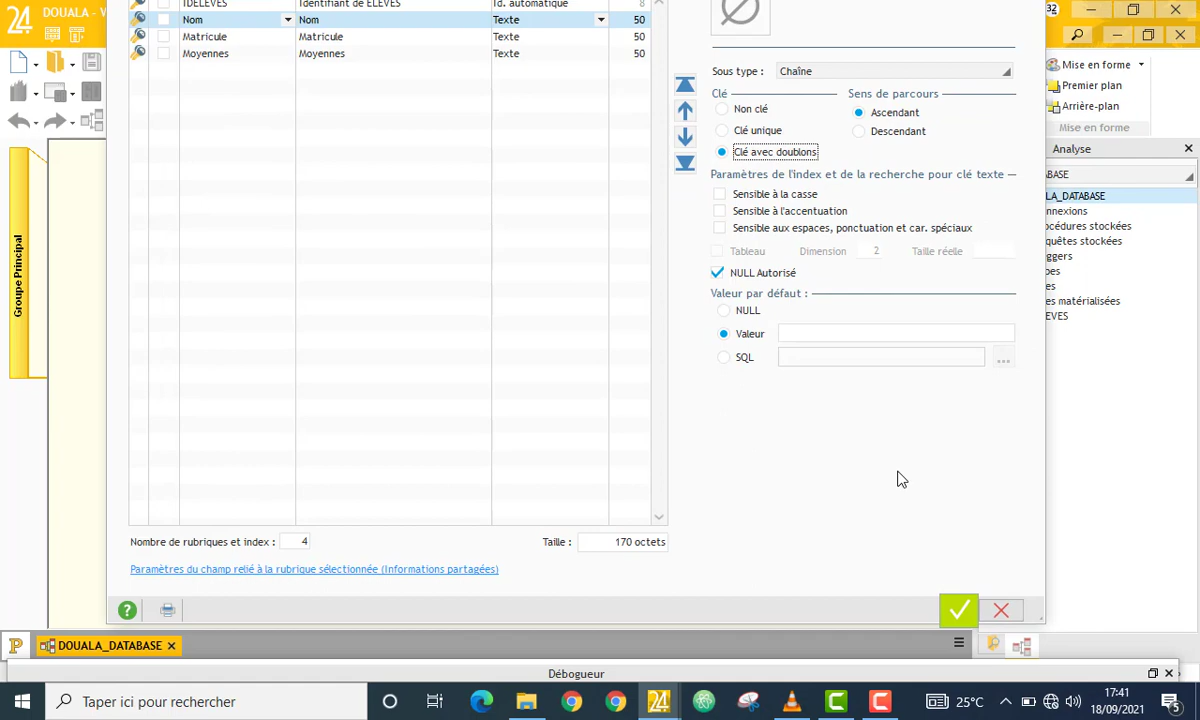 24 DOUALA - W 32
IDELEVES Identifiant de ELEVES Id. automatique 8
Nom Nom Texte 50
Matricule Matricule Texte 50
Moyennes Moyennes Texte 50
Sous type : Chaîne
Clé
Non clé
Clé unique
Clé avec doublons
Sens de parcours
Ascendant
Descendant
Paramètres de l'index et de la recherche pour clé texte
Sensible à la casse
Sensible à l'accentuation
Sensible aux espaces, ponctuation et car. spéciaux
Tableau Dimension 2 Taille réelle
NULL Autorisé
Valeur par défaut :
NULL
Valeur
SQL ...
Nombre de rubriques et index : 4
Taille : 170 octets
Paramètres du champ relié à la rubrique sélectionnée (Informations partagées)
Groupe Principal
Mise en forme
Premier plan
Arrière-plan
Mise en forme
Analyse
BASE
LA_DATABASE
nnexions
océdures stockées
quêtes stockées
ggers
pes
es
es matérialisées
EVES
DOUALA_DATABASE
Débogueur
Taper ici pour rechercher
24
25°C
17:41
18/09/2021
5